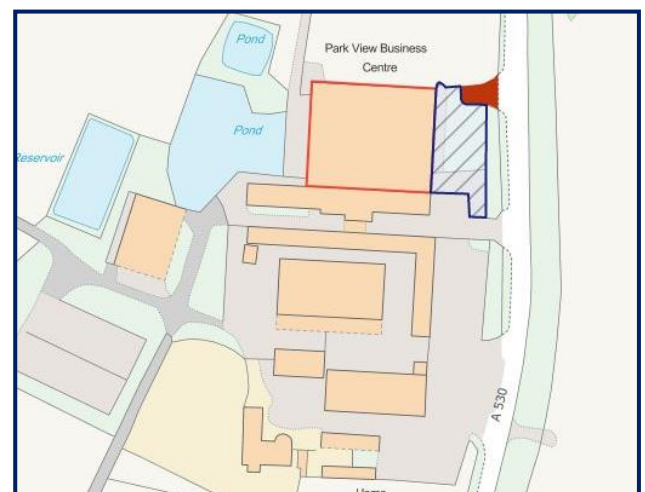 Pond
Park View Business
Centre
Pond
Reservoir
A 530